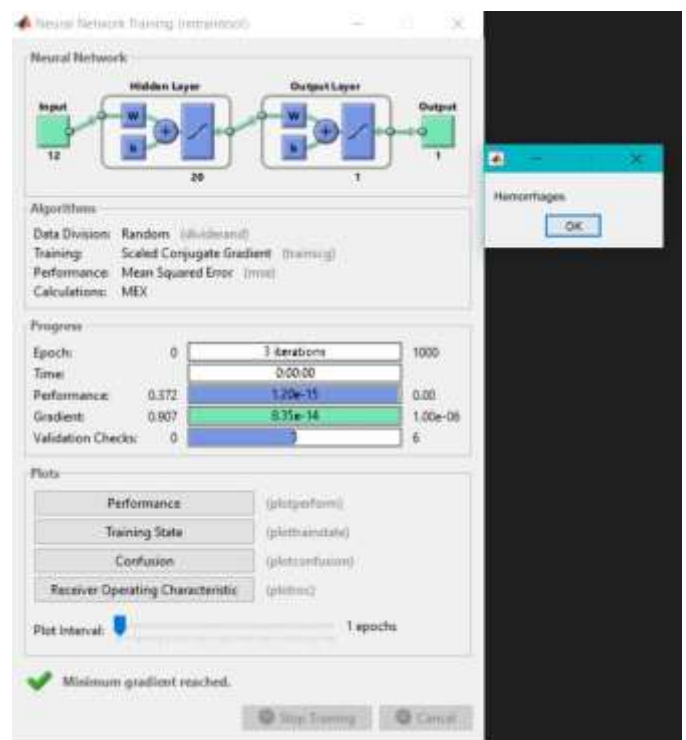 Neural Network Training (nntraintool)
Neural Network
Hidden Layer
Output Layer
Input
Output
W
W
b
b
12
1
20
1
Hemorrhages
OK
Algorithms
Data Division: Random (dividerand)
Training: Scaled Conjugate Gradient (trainscg)
Performance: Mean Squared Error (mse)
Calculations: MEX
Progress
Epoch: 0 3 iterations 1000
Time: 0:00:00
Performance: 0.372 1.20e-15 0.00
Gradient: 0.907 8.35e-14 1.00e-06
Validation Checks: 0 6
Plots
Performance (plotperform)
Training State (plottrainstate)
Confusion (plotconfusion)
Receiver Operating Characteristic (plotroc)
Plot Interval: 1 epochs
Minimum gradient reached.
Stop Training Cancel